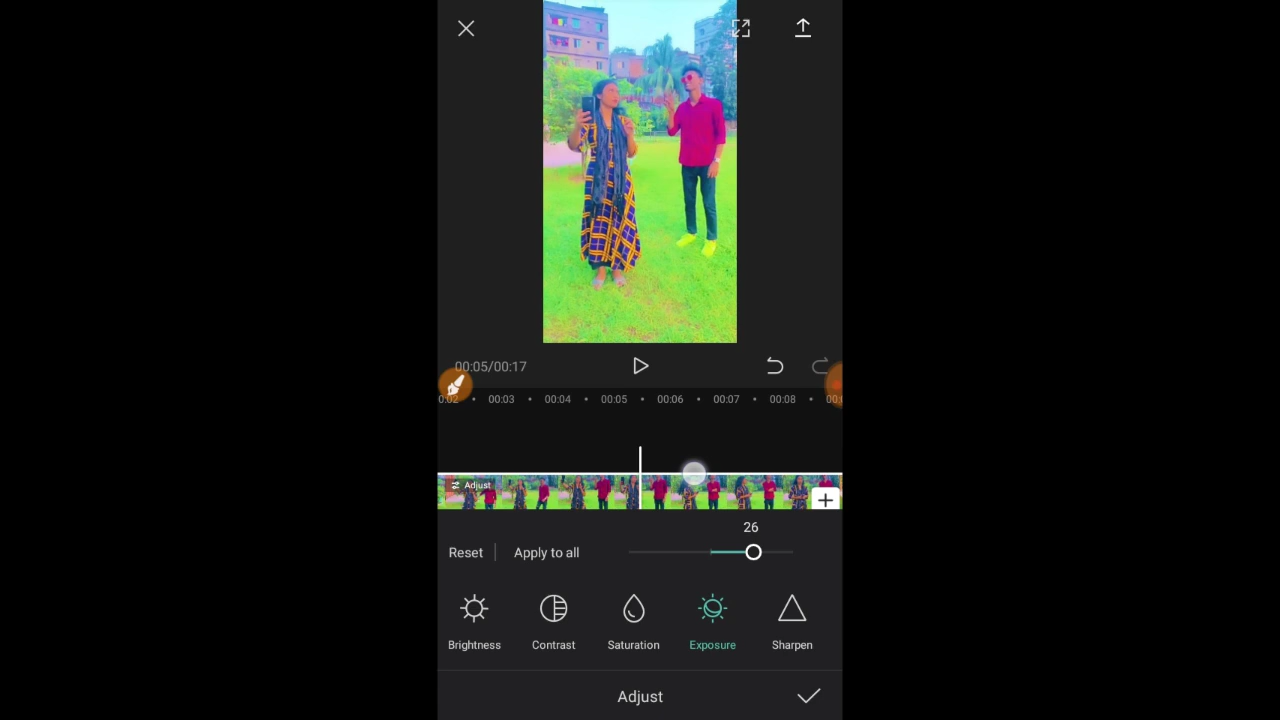 00:05/00:17
00:03 00:04 00:05 00:06 00:07 00:08
Adjust
26
Reset Apply to all
Brightness Contrast Saturation Exposure Sharpen
Adjust